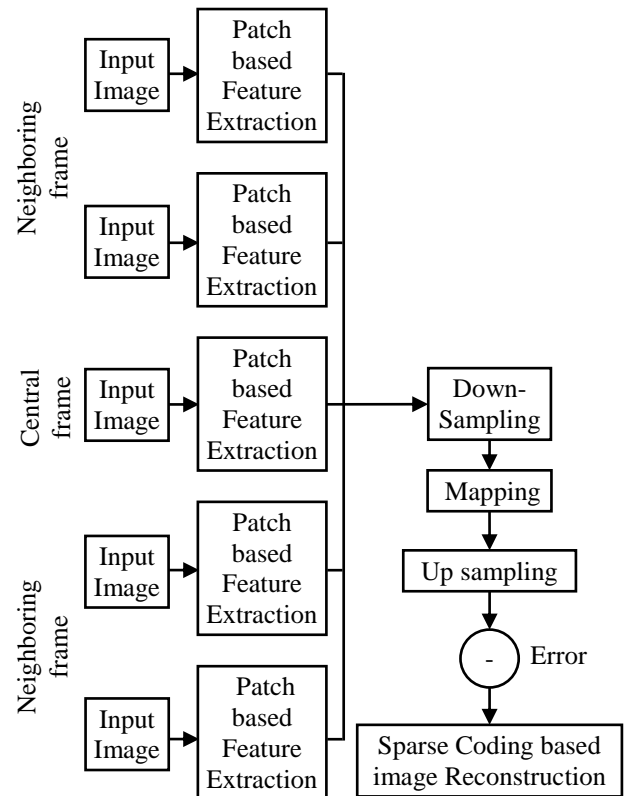 Neighboring
frame
Input
Image
Patch
based
Feature
Extraction
Input
Image
Patch
based
Feature
Extraction
Central
frame
Input
Image
Patch
based
Feature
Extraction
Neighboring
frame
Input
Image
Patch
based
Feature
Extraction
Input
Image
Patch
based
Feature
Extraction
Down-
Sampling
Mapping
Up sampling
-
Error
Sparse Coding based
image Reconstruction